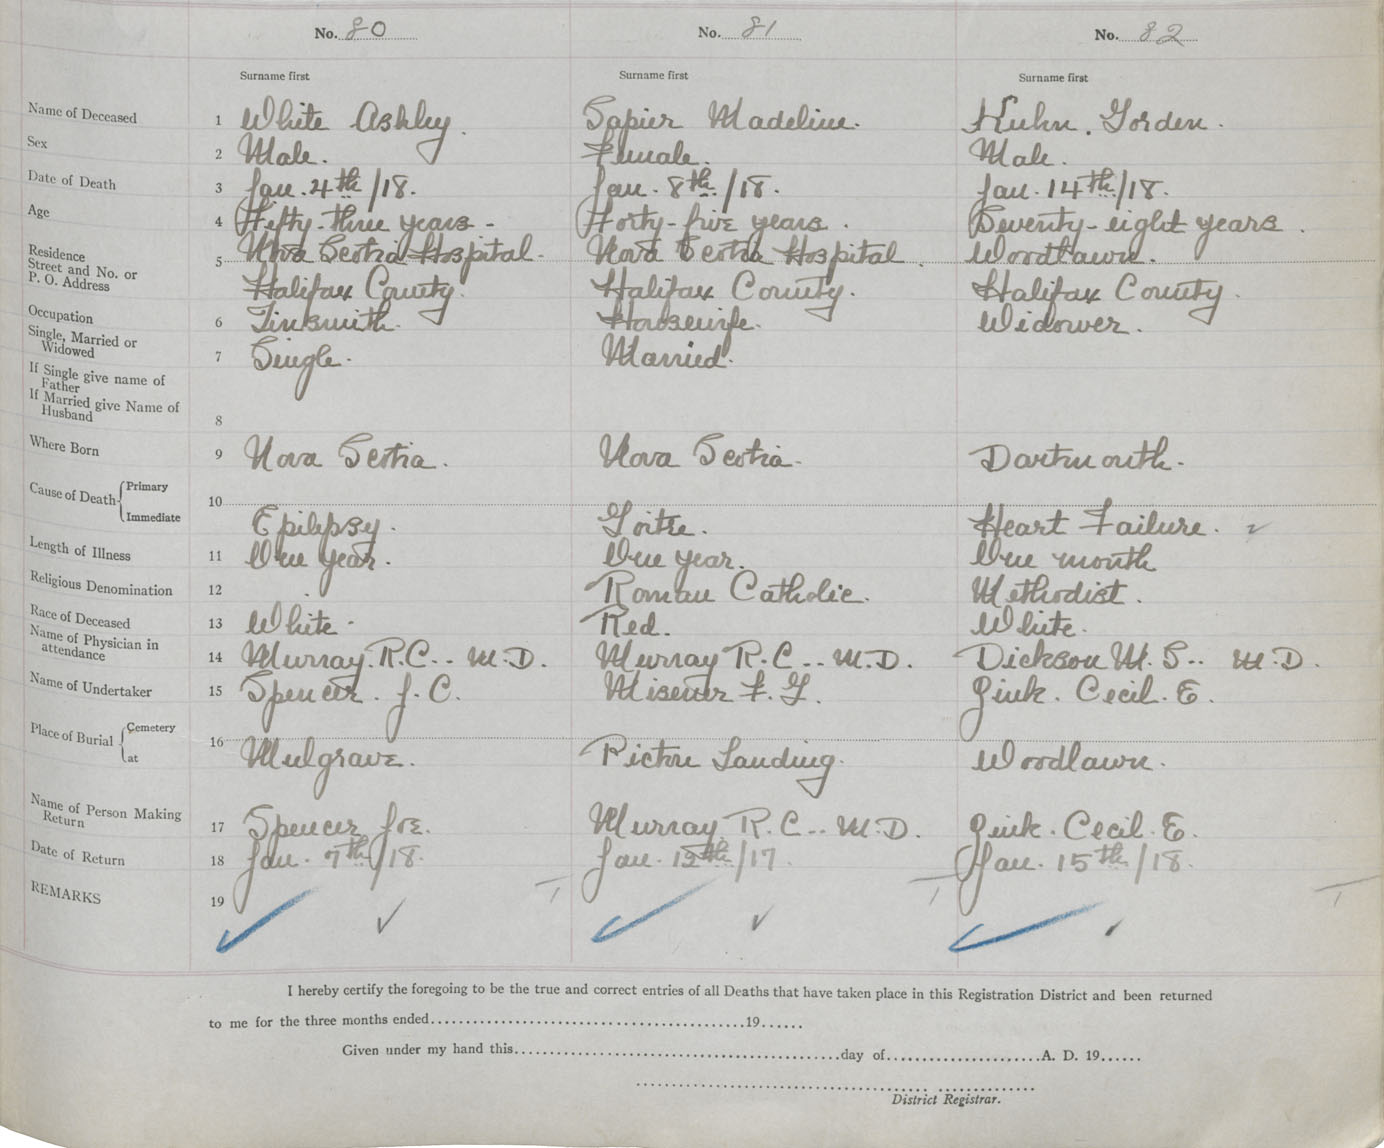 No. 80 No. 81 No. 82
Surname first Surname first Surname first
Name of Deceased 1 White Ashley. Sapier Madeline. Kuhn. Gorden.
Sex 2 Male. Female. Male.
Date of Death 3 Jan. 4th/18. Jan. 8th/18. Jan. 14th/18.
Age 4 Fifty-three years - Forty-five years. Seventy-eight years.
Residence
Street and No. or
P. O. Address
5 Nova Scotia Hospital. Nova Scotia Hospital. Woodlawn.
Halifax County. Halifax County. Halifax County.
Occupation 6 Tinsmith. Housewife. Widower.
Single, Married or
Widowed
7 Single. Married.
If Single give name of
Father
If Married give Name of
Husband
8
Where Born 9 Nova Scotia. Nova Scotia. Dartmouth.
Cause of Death Primary
10
Immediate Epilepsy. Goitre. Heart Failure.
Length of Illness 11 One year. One year. One month
Religious Denomination 12 Roman Catholic. Methodist.
Race of Deceased 13 White. Red. White.
Name of Physician in
attendance
14 Murray. R.C.. M.D. Murray R.C.. M.D. Dickson M.S.. M.D.
Name of Undertaker 15 Spencer. J.C. Misener F.G. Zink. Cecil. E.
Place of Burial Cemetery
16
at Mulgrave. Pictou Landing. Woodlawn.
Name of Person Making
Return
17 Spencer Joe. Murray. R.C.. M.D. Zink. Cecil. E.
Date of Return 18 Jan. 7th/18. Jan. 12th/17. Jan. 15th/18.
REMARKS 19
I hereby certify the foregoing to be the true and correct entries of all Deaths that have taken place in this Registration District and been returned
to me for the three months ended..........19......
Given under my hand this..........day of..........A. D. 19......
District Registrar.